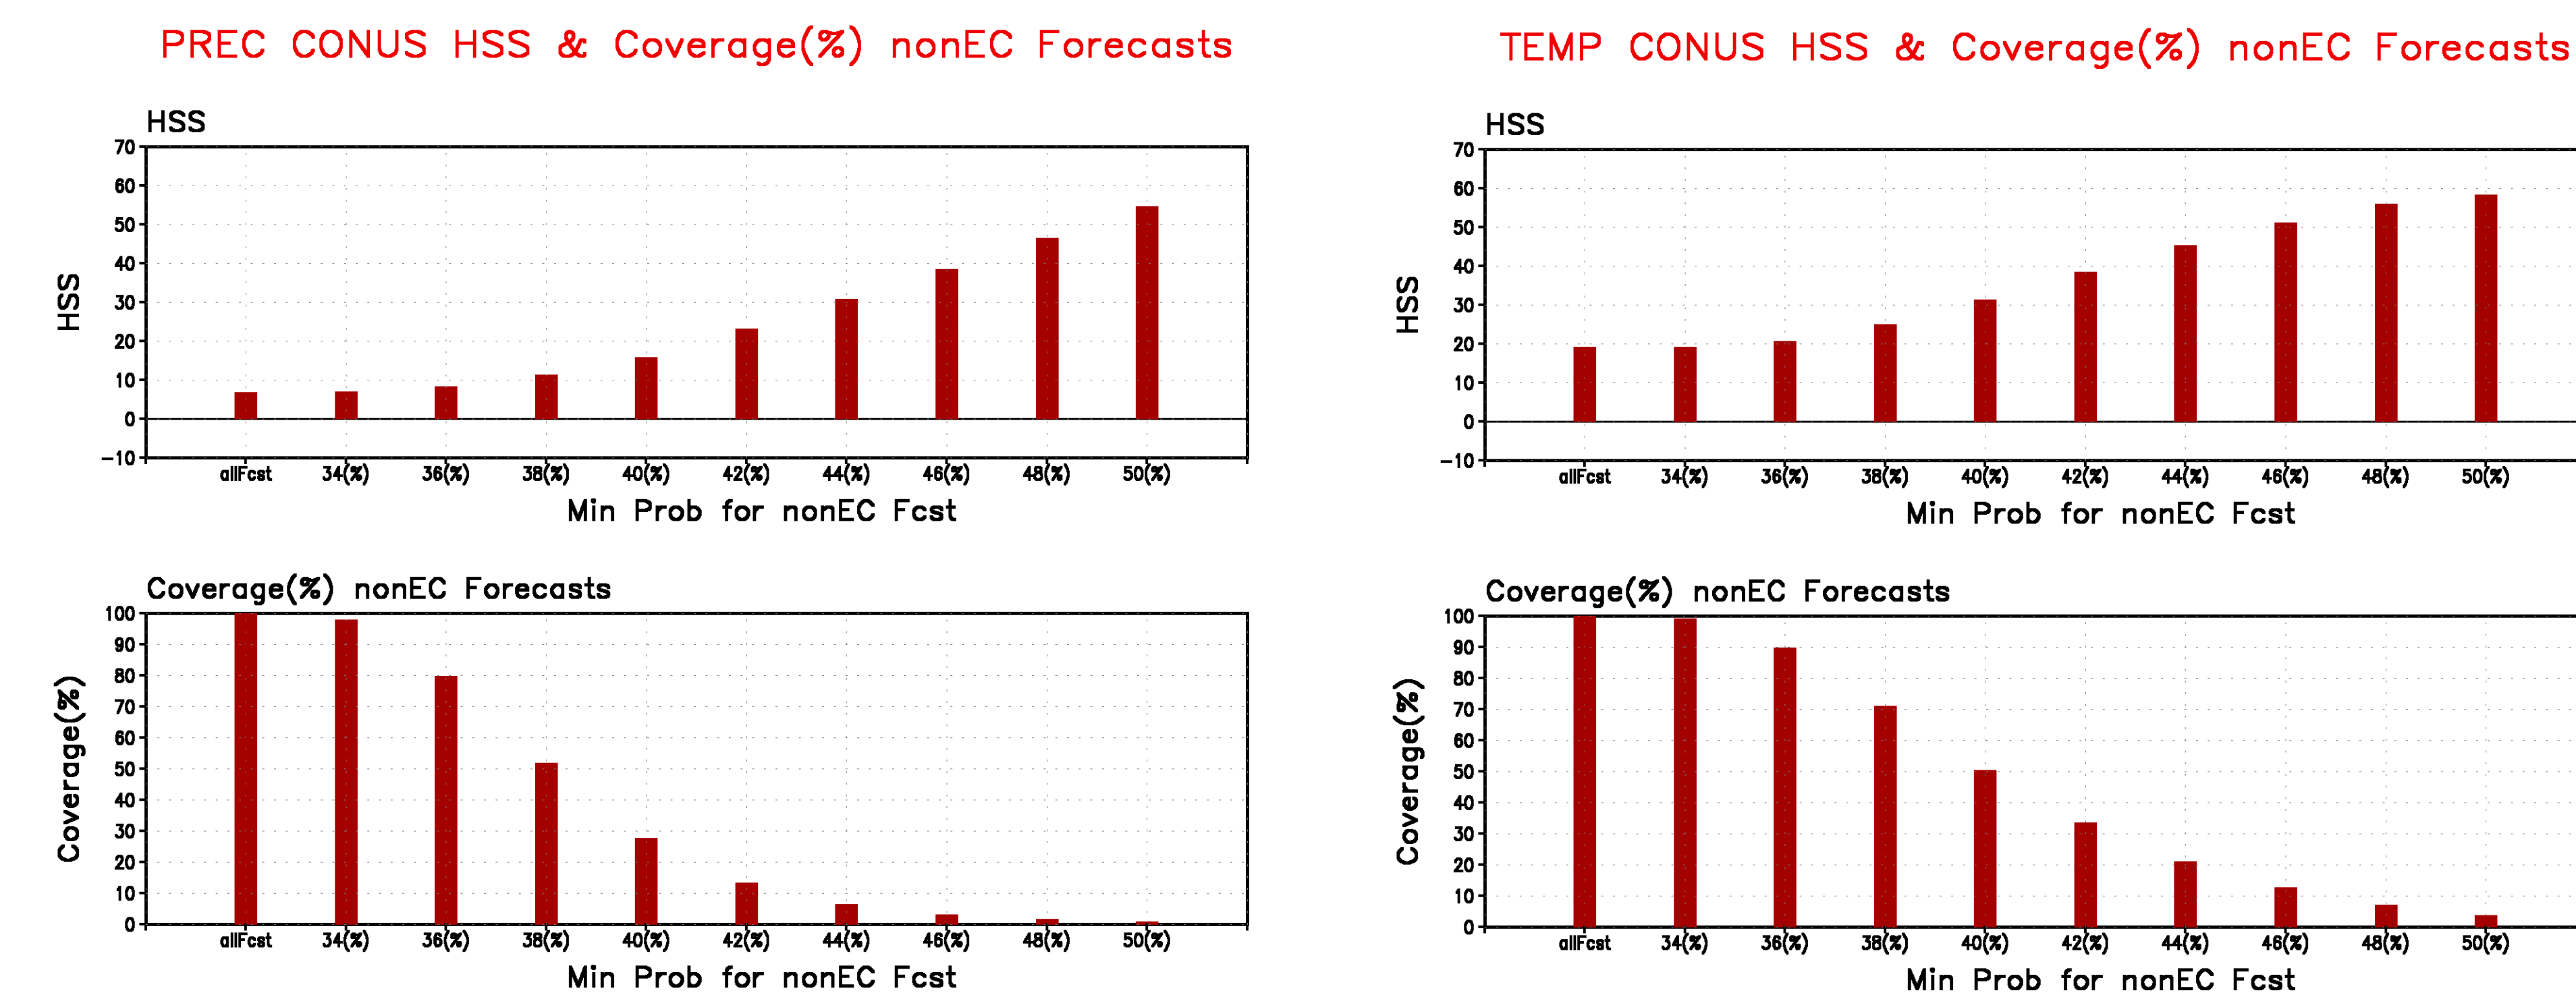 PREC CONUS HSS & Coverage(%) nonEC Forecasts
HSS
HSS
70
60
50
40
30
20
10
0
-10
allFcst 34(%) 36(%) 38(%) 40(%) 42(%) 44(%) 46(%) 48(%) 50(%)
Min Prob for nonEC Fcst
Coverage(%) nonEC Forecasts
Coverage(%)
100
90
80
70
60
50
40
30
20
10
0
allFcst 34(%) 36(%) 38(%) 40(%) 42(%) 44(%) 46(%) 48(%) 50(%)
Min Prob for nonEC Fcst
TEMP CONUS HSS & Coverage(%) nonEC Forecasts
HSS
HSS
70
60
50
40
30
20
10
0
-10
allFcst 34(%) 36(%) 38(%) 40(%) 42(%) 44(%) 46(%) 48(%) 50(%)
Min Prob for nonEC Fcst
Coverage(%) nonEC Forecasts
Coverage(%)
100
90
80
70
60
50
40
30
20
10
0
allFcst 34(%) 36(%) 38(%) 40(%) 42(%) 44(%) 46(%) 48(%) 50(%)
Min Prob for nonEC Fcst